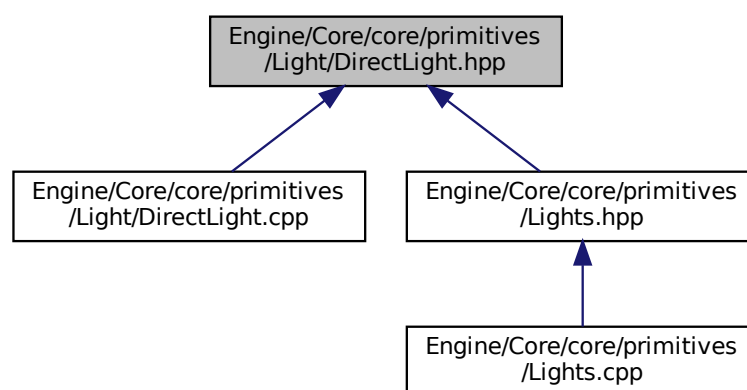 Engine/Core/core/primitives
/Light/DirectLight.hpp
Engine/Core/core/primitives
/Light/DirectLight.cpp
Engine/Core/core/primitives
/Lights.hpp
Engine/Core/core/primitives
/Lights.cpp